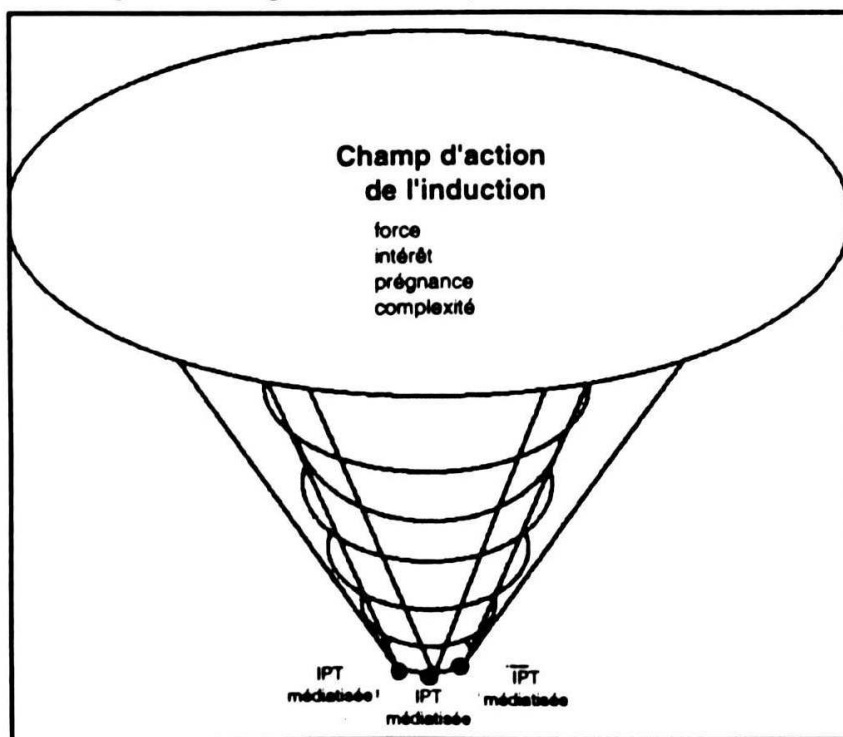 Champ d'action
de l'induction
force
intérêt
prégnance
complexité
IPT
médiatisée'
IPT
médiatisée
IPT
médiatisée